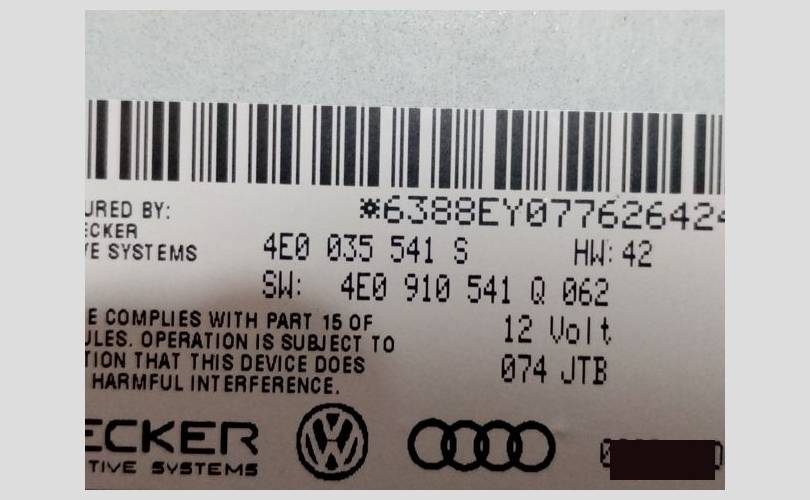 *6388EY077626424
URED BY:
ECKER
VE SYSTEMS
4E0 035 541 S
HW: 42
SW: 4E0 910 541 Q 062
E COMPLIES WITH PART 15 OF
ULES. OPERATION IS SUBJECT TO
TION THAT THIS DEVICE DOES
HARMFUL INTERFERENCE.
12 Volt
074 JTB
ECKER
TIVE SYSTEMS